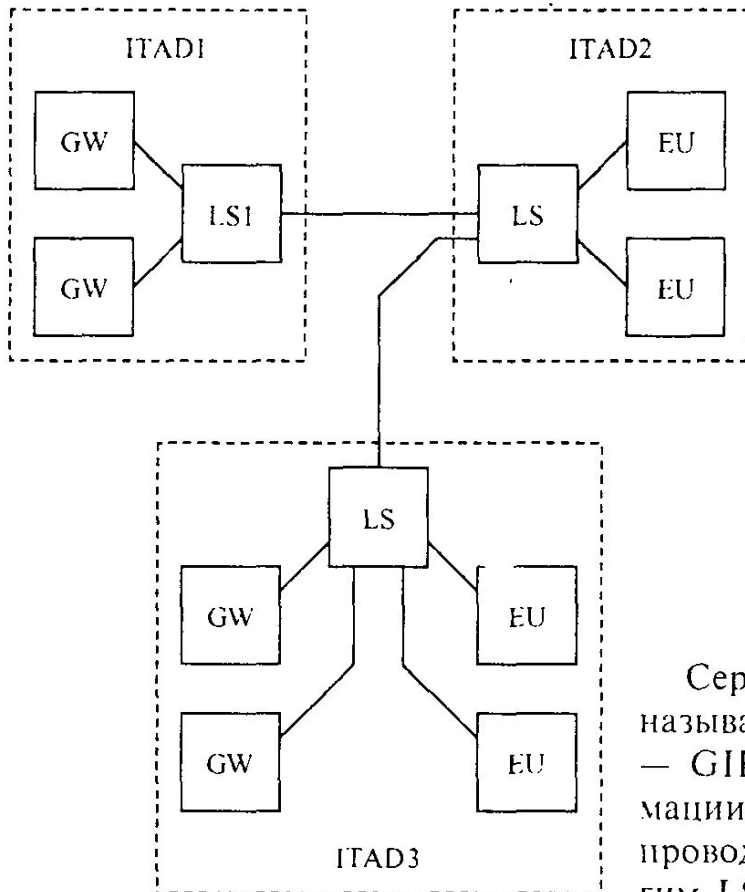 ITAD1
ITAD2
GW
EU
LS1
LS
GW
EU
LS
GW
EU
GW
EU
ITAD3
Сер
называ
— GII
мации
провод